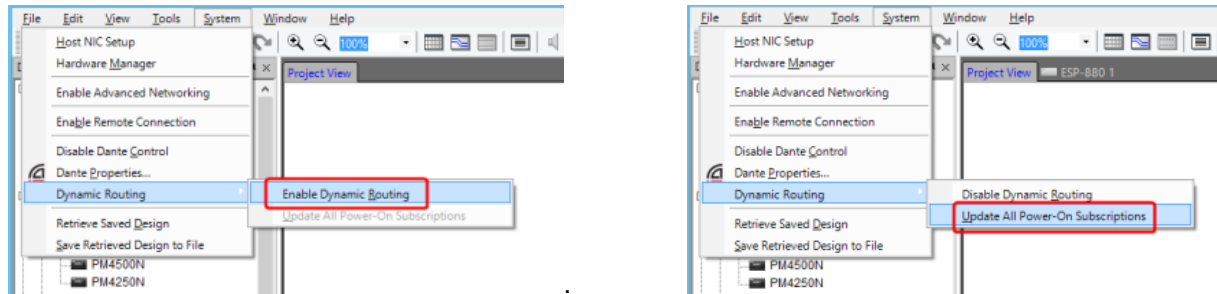 File Edit View Tools System Window Help
Host NIC Setup
100%
Hardware Manager
Project View
Enable Advanced Networking
Enable Remote Connection
Disable Dante Control
Dante Properties...
Dynamic Routing
Enable Dynamic Routing
Update All Power-On Subscriptions
Retrieve Saved Design
Save Retrieved Design to File
PM4500N
PM4250N
.
File Edit View Tools System Window Help
Host NIC Setup
100%
Hardware Manager
Project View ESP-880 1
Enable Advanced Networking
Enable Remote Connection
Disable Dante Control
Dante Properties...
Dynamic Routing
Disable Dynamic Routing
Update All Power-On Subscriptions
Retrieve Saved Design
Save Retrieved Design to File
PM4500N
PM4250N